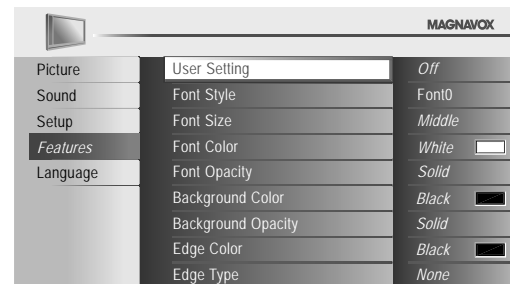 MAGNAVOX
Picture
Sound
Setup
Features
Language
User Setting Off
Font Style Font0
Font Size Middle
Font Color White
Font Opacity Solid
Background Color Black
Background Opacity Solid
Edge Color Black
Edge Type None